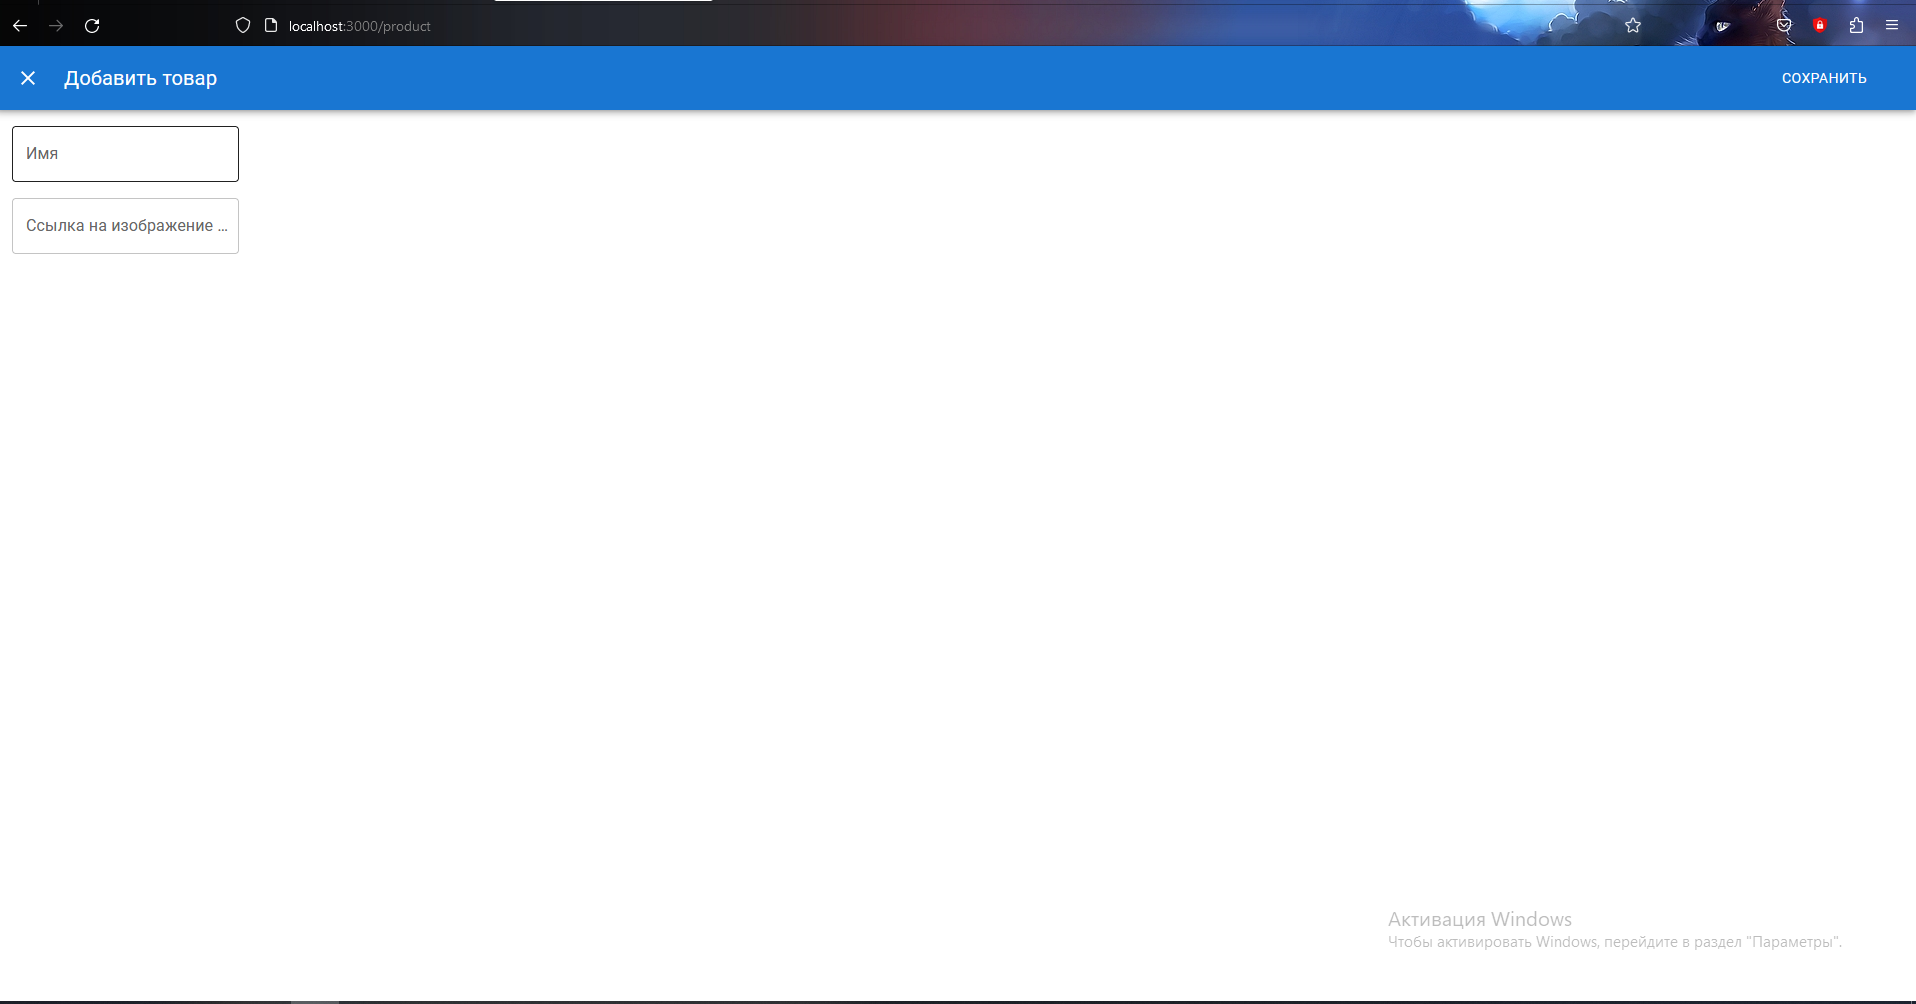 localhost:3000/product
Добавить товар
СОХРАНИТЬ
Имя
Ссылка на изображение ...
Активация Windows
Чтобы активировать Windows, перейдите в раздел "Параметры".